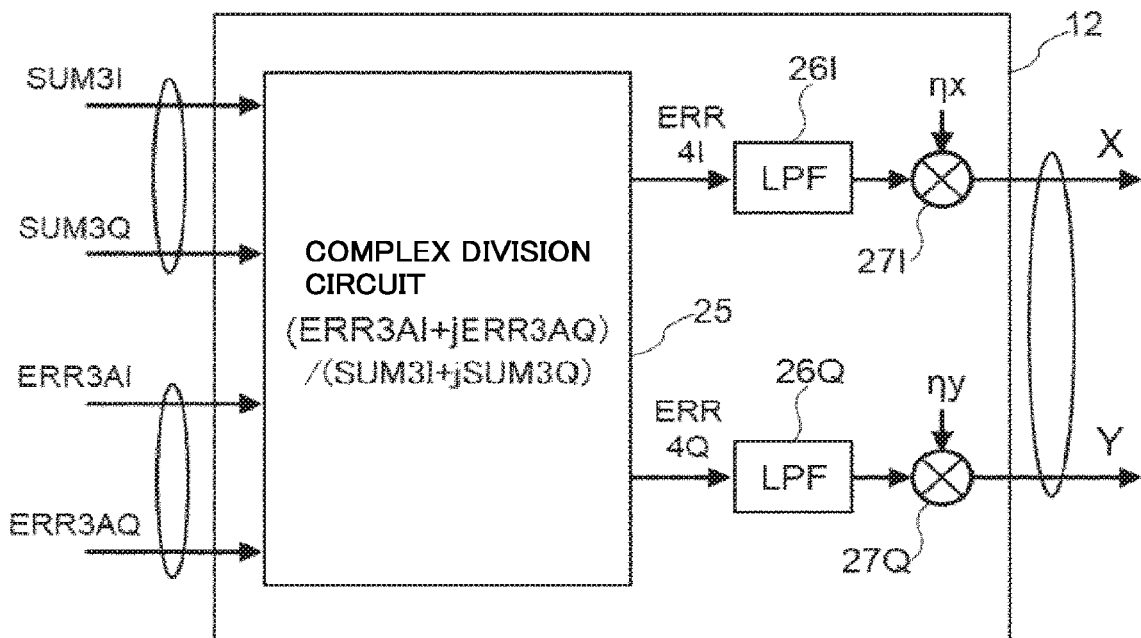 12
SUM3I
SUM3Q
ERR3AI
ERR3AQ
COMPLEX DIVISION
CIRCUIT
(ERR3AI+jERR3AQ)
/(SUM3I+jSUM3Q)
25
ERR
4I
26I
LPF
ηx
27I
X
ERR
4Q
26Q
LPF
ηy
27Q
Y